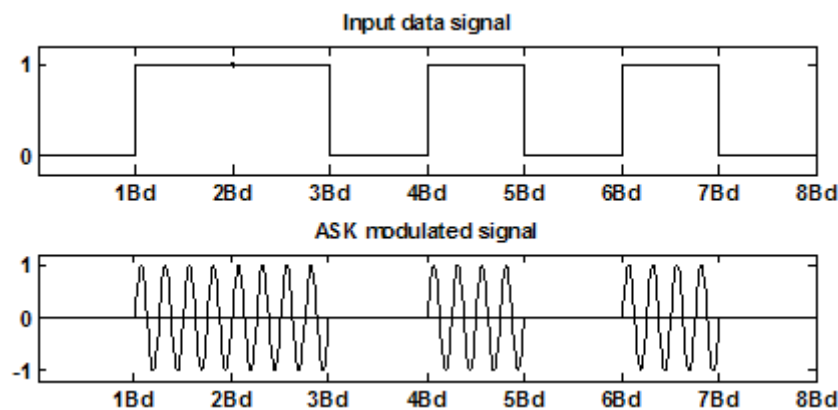 Input data signal
1
0
1Bd 2Bd 3Bd 4Bd 5Bd 6Bd 7Bd 8Bd
ASK modulated signal
1
0
-1
1Bd 2Bd 3Bd 4Bd 5Bd 6Bd 7Bd 8Bd